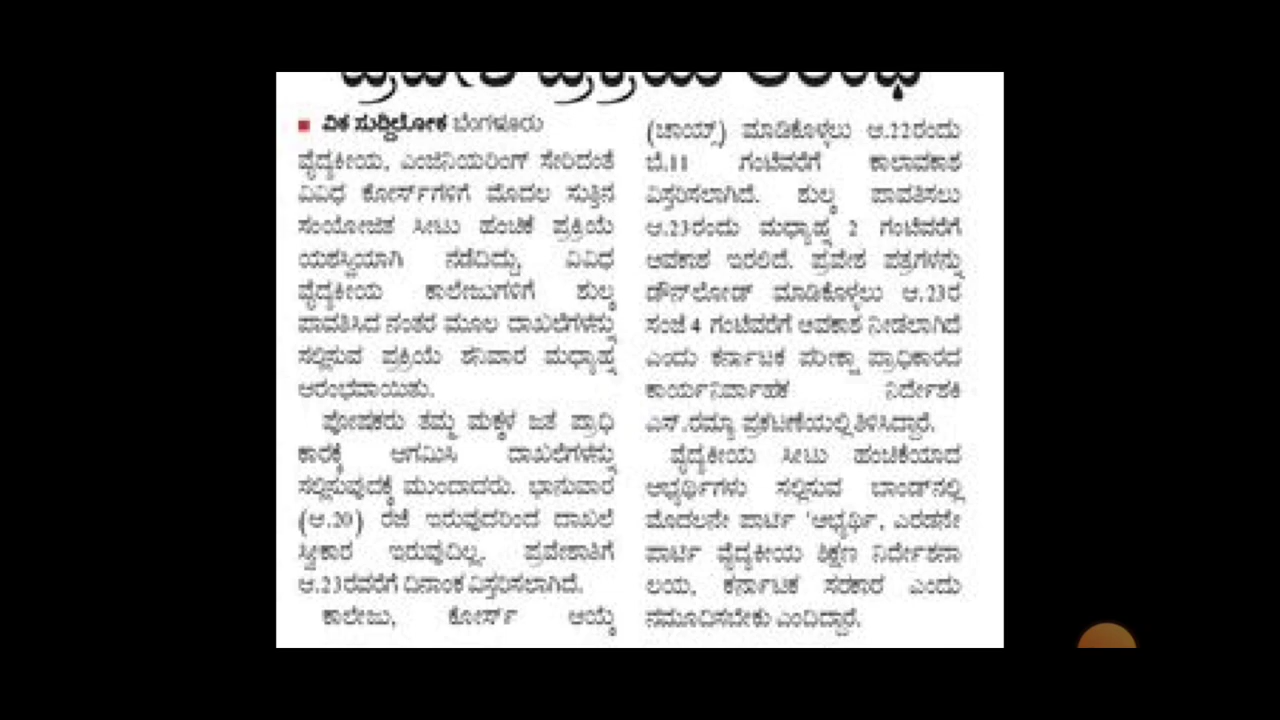 ಪ್ರವೇಶ ಪ್ರಕ್ರಿಯೆ ಆರಂಭ
■ ವಿಕ ಸುದ್ದಿಲೋಕ ಬೆಂಗಳೂರು
ವೈದ್ಯಕೀಯ, ಎಂಜಿನಿಯರಿಂಗ್ ಸೇರಿದಂತೆ
ವಿವಿಧ ಕೋರ್ಸ್‌ಗಳಿಗೆ ಮೊದಲ ಸುತ್ತಿನ
ಸಂಯೋಜಿತ ಸೀಟು ಹಂಚಿಕೆ ಪ್ರಕ್ರಿಯೆ
ಯಶಸ್ವಿಯಾಗಿ ನಡೆದಿದ್ದು, ವಿವಿಧ
ವೈದ್ಯಕೀಯ ಕಾಲೇಜುಗಳಿಗೆ ಶುಲ್ಕ
ಪಾವತಿಸಿದ ನಂತರ ಮೂಲ ದಾಖಲೆಗಳನ್ನು
ಸಲ್ಲಿಸುವ ಪ್ರಕ್ರಿಯೆ ಶನಿವಾರ ಮಧ್ಯಾಹ್ನ
ಆರಂಭವಾಯಿತು.
ಪೋಷಕರು ತಮ್ಮ ಮಕ್ಕಳ ಜತೆ ಪ್ರಾಧಿ
ಕಾರಕ್ಕೆ ಆಗಮಿಸಿ ದಾಖಲೆಗಳನ್ನು
ಸಲ್ಲಿಸುವುದಕ್ಕೆ ಮುಂದಾದರು. ಭಾನುವಾರ
(ಆ.20) ರಜೆ ಇರುವುದರಿಂದ ದಾಖಲೆ
ಸ್ವೀಕಾರ ಇರುವುದಿಲ್ಲ. ಪ್ರವೇಶಾತಿಗೆ
ಆ.23ರವರೆಗೆ ದಿನಾಂಕ ವಿಸ್ತರಿಸಲಾಗಿದೆ.
ಕಾಲೇಜು, ಕೋರ್ಸ್ ಆಯ್ಕೆ
(ಚಾಯ್ಸ್) ಮಾಡಿಕೊಳ್ಳಲು ಆ.22ರಂದು
ಬೆ.11 ಗಂಟೆವರೆಗೆ ಕಾಲಾವಕಾಶ
ವಿಸ್ತರಿಸಲಾಗಿದೆ. ಶುಲ್ಕ ಪಾವತಿಸಲು
ಆ.23ರಂದು ಮಧ್ಯಾಹ್ನ 2 ಗಂಟೆವರೆಗೆ
ಅವಕಾಶ ಇರಲಿದೆ. ಪ್ರವೇಶ ಪತ್ರಗಳನ್ನು
ಡೌನ್‌ಲೋಡ್ ಮಾಡಿಕೊಳ್ಳಲು ಆ.23ರ
ಸಂಜೆ 4 ಗಂಟೆವರೆಗೆ ಅವಕಾಶ ನೀಡಲಾಗಿದೆ
ಎಂದು ಕರ್ನಾಟಕ ಪರೀಕ್ಷಾ ಪ್ರಾಧಿಕಾರದ
ಕಾರ್ಯನಿರ್ವಾಹಕ ನಿರ್ದೇಶಕಿ
ಎಸ್.ರಮ್ಯಾ ಪ್ರಕಟಣೆಯಲ್ಲಿ ತಿಳಿಸಿದ್ದಾರೆ.
ವೈದ್ಯಕೀಯ ಸೀಟು ಹಂಚಿಕೆಯಾದ
ಅಭ್ಯರ್ಥಿಗಳು ಸಲ್ಲಿಸುವ ಬಾಂಡ್‌ನಲ್ಲಿ
ಮೊದಲನೇ ಪಾರ್ಟಿ 'ಅಭ್ಯರ್ಥಿ', ಎರಡನೇ
ಪಾರ್ಟಿ ವೈದ್ಯಕೀಯ ಶಿಕ್ಷಣ ನಿರ್ದೇಶನಾ
ಲಯ, ಕರ್ನಾಟಕ ಸರಕಾರ ಎಂದು
ನಮೂದಿಸಬೇಕು ಎಂದಿದ್ದಾರೆ.